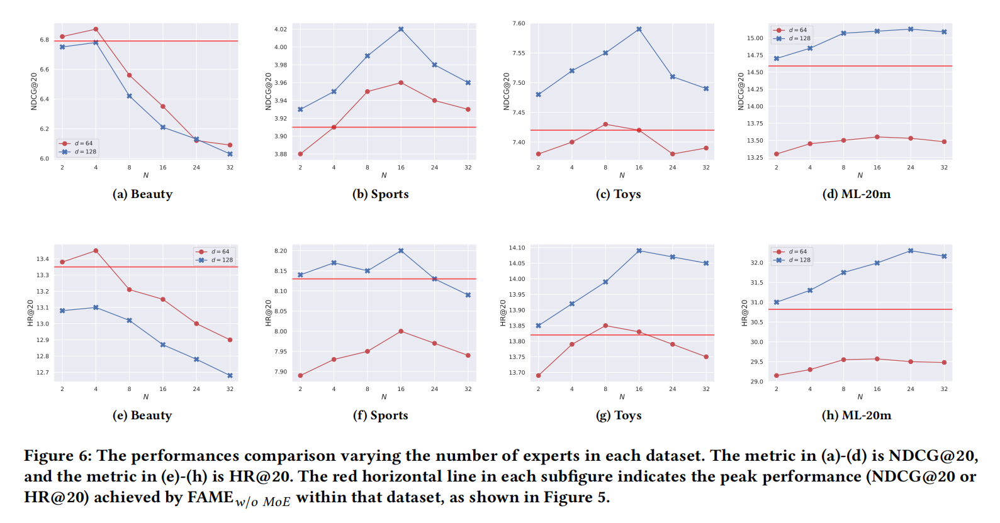 NDCG@20
6.8
6.6
6.4
6.2
6.0
d = 64
d = 128
2 4 8 16 24 32
N
(a) Beauty
NDCG@20
4.02
4.00
3.98
3.96
3.94
3.92
3.90
3.88
2 4 8 16 24 32
N
(b) Sports
NDCG@20
7.60
7.55
7.50
7.45
7.40
2 4 8 16 24 32
N
(c) Toys
NDCG@20
d = 64
d = 128
15.00
14.75
14.50
14.25
14.00
13.75
13.50
13.25
2 4 8 16 24 32
N
(d) ML-20m
HR@20
d = 64
d = 128
13.4
13.3
13.2
13.1
13.0
12.9
12.8
12.7
2 4 8 16 24 32
N
(e) Beauty
HR@20
8.20
8.15
8.10
8.05
8.00
7.95
7.90
2 4 8 16 24 32
N
(f) Sports
HR@20
14.10
14.05
14.00
13.95
13.90
13.85
13.80
13.75
13.70
2 4 8 16 24 32
N
(g) Toys
HR@20
d = 64
d = 128
32.0
31.5
31.0
30.5
30.0
29.5
29.0
2 4 8 16 24 32
N
(h) ML-20m
Figure 6: The performances comparison varying the number of experts in each dataset. The metric in (a)-(d) is NDCG@20,
and the metric in (e)-(h) is HR@20. The red horizontal line in each subfigure indicates the peak performance (NDCG@20 or
HR@20) achieved by FAME w/o MoE within that dataset, as shown in Figure 5.